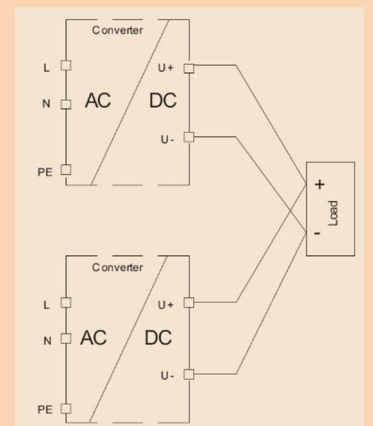 Converter
L
U+
N
AC
DC
U-
PE
+
Load
-
Converter
L
U+
N
AC
DC
U-
PE